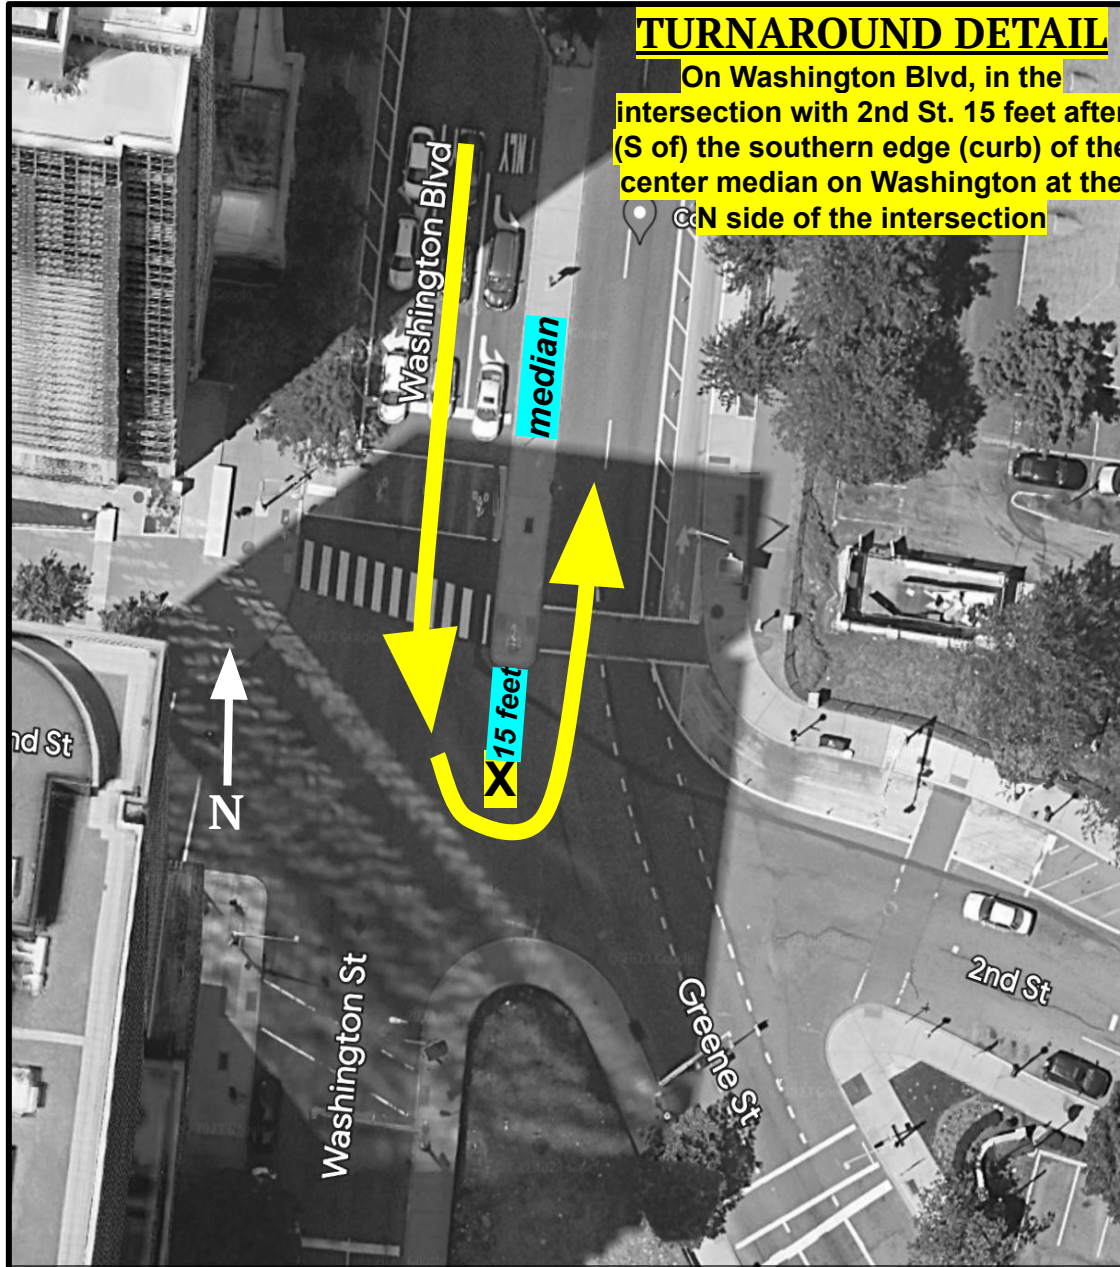 TURNAROUND DETAIL
On Washington Blvd, in the
intersection with 2nd St. 15 feet after
(S of) the southern edge (curb) of the
center median on Washington at the
N side of the intersection
ONLY
Washington Blvd
Co
median
15 feet
X
nd St
N
2nd St
Greene St
Washington St